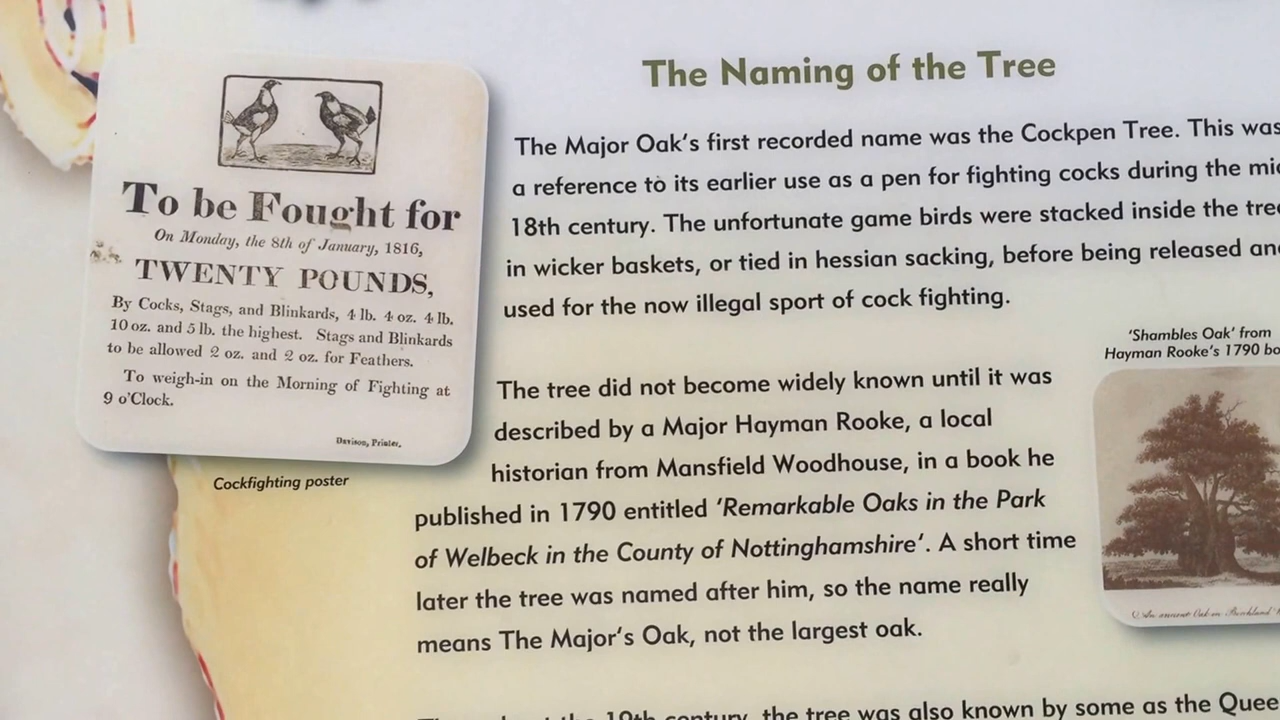 To be Fought for
On Monday, the 8th of January, 1816,
TWENTY POUNDS,
By Cocks, Stags, and Blinkards, 4 lb. 4 oz. 4 lb.
10 oz. and 5 lb. the highest. Stags and Blinkards
to be allowed 2 oz. and 2 oz. for Feathers.
To weigh-in on the Morning of Fighting at
9 o'Clock.
Davison, Printer.
Cockfighting poster
The Naming of the Tree
The Major Oak's first recorded name was the Cockpen Tree. This was
a reference to its earlier use as a pen for fighting cocks during the
18th century. The unfortunate game birds were stacked inside the
in wicker baskets, or tied in hessian sacking, before being released
used for the now illegal sport of cock fighting.
The tree did not become widely known until it was
described by a Major Hayman Rooke, a local
historian from Mansfield Woodhouse, in a book he
published in 1790 entitled 'Remarkable Oaks in the Park
of Welbeck in the County of Nottinghamshire'. A short time
later the tree was named after him, so the name really
means The Major's Oak, not the largest oak.
'Shambles Oak' from
Hayman Rooke's 1790
An ancient Oak in
century, the tree was also known by some as the